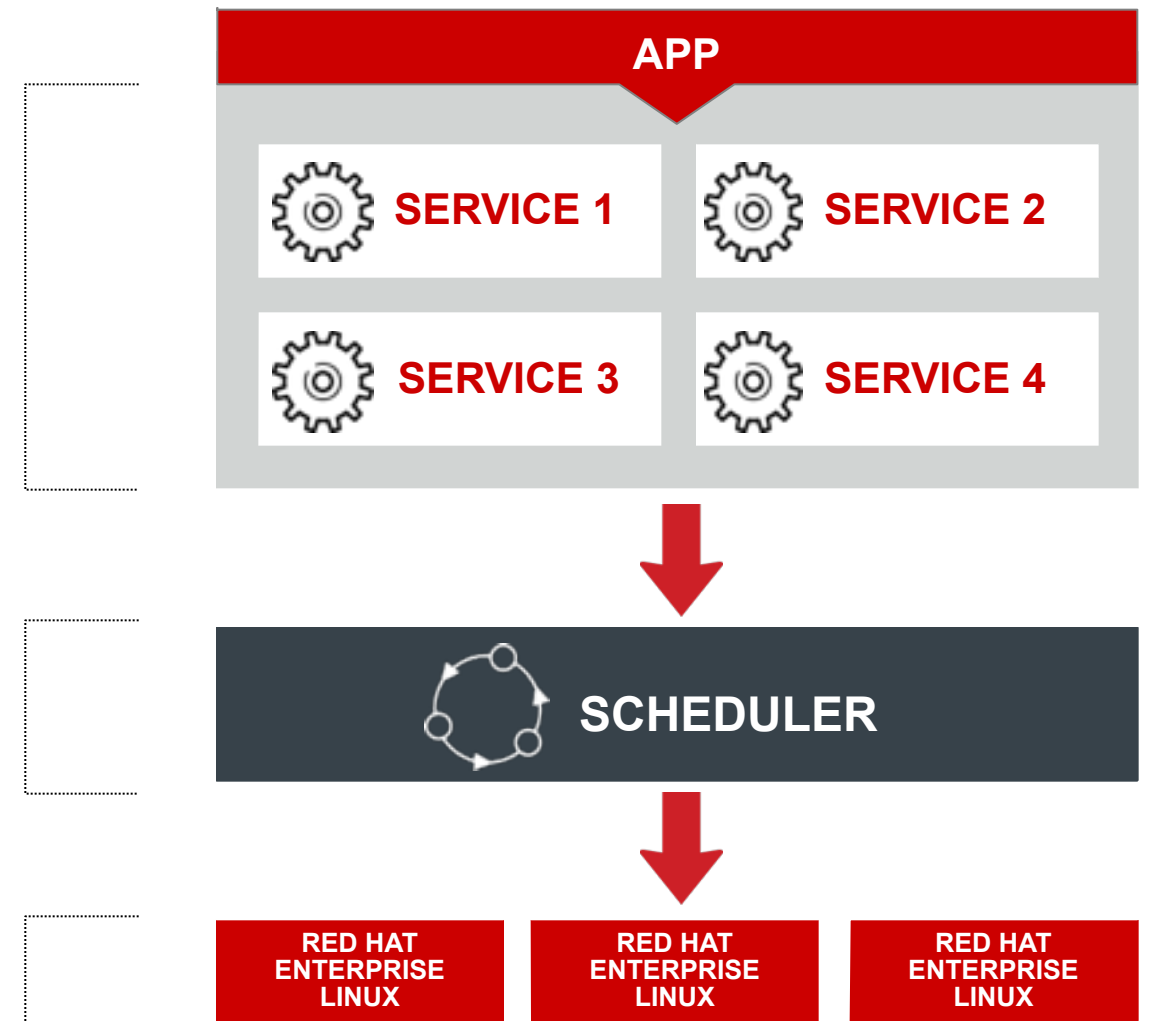 APP
SERVICE 1
SERVICE 2
SERVICE 3
SERVICE 4
SCHEDULER
RED HAT
ENTERPRISE
LINUX
RED HAT
ENTERPRISE
LINUX
RED HAT
ENTERPRISE
LINUX